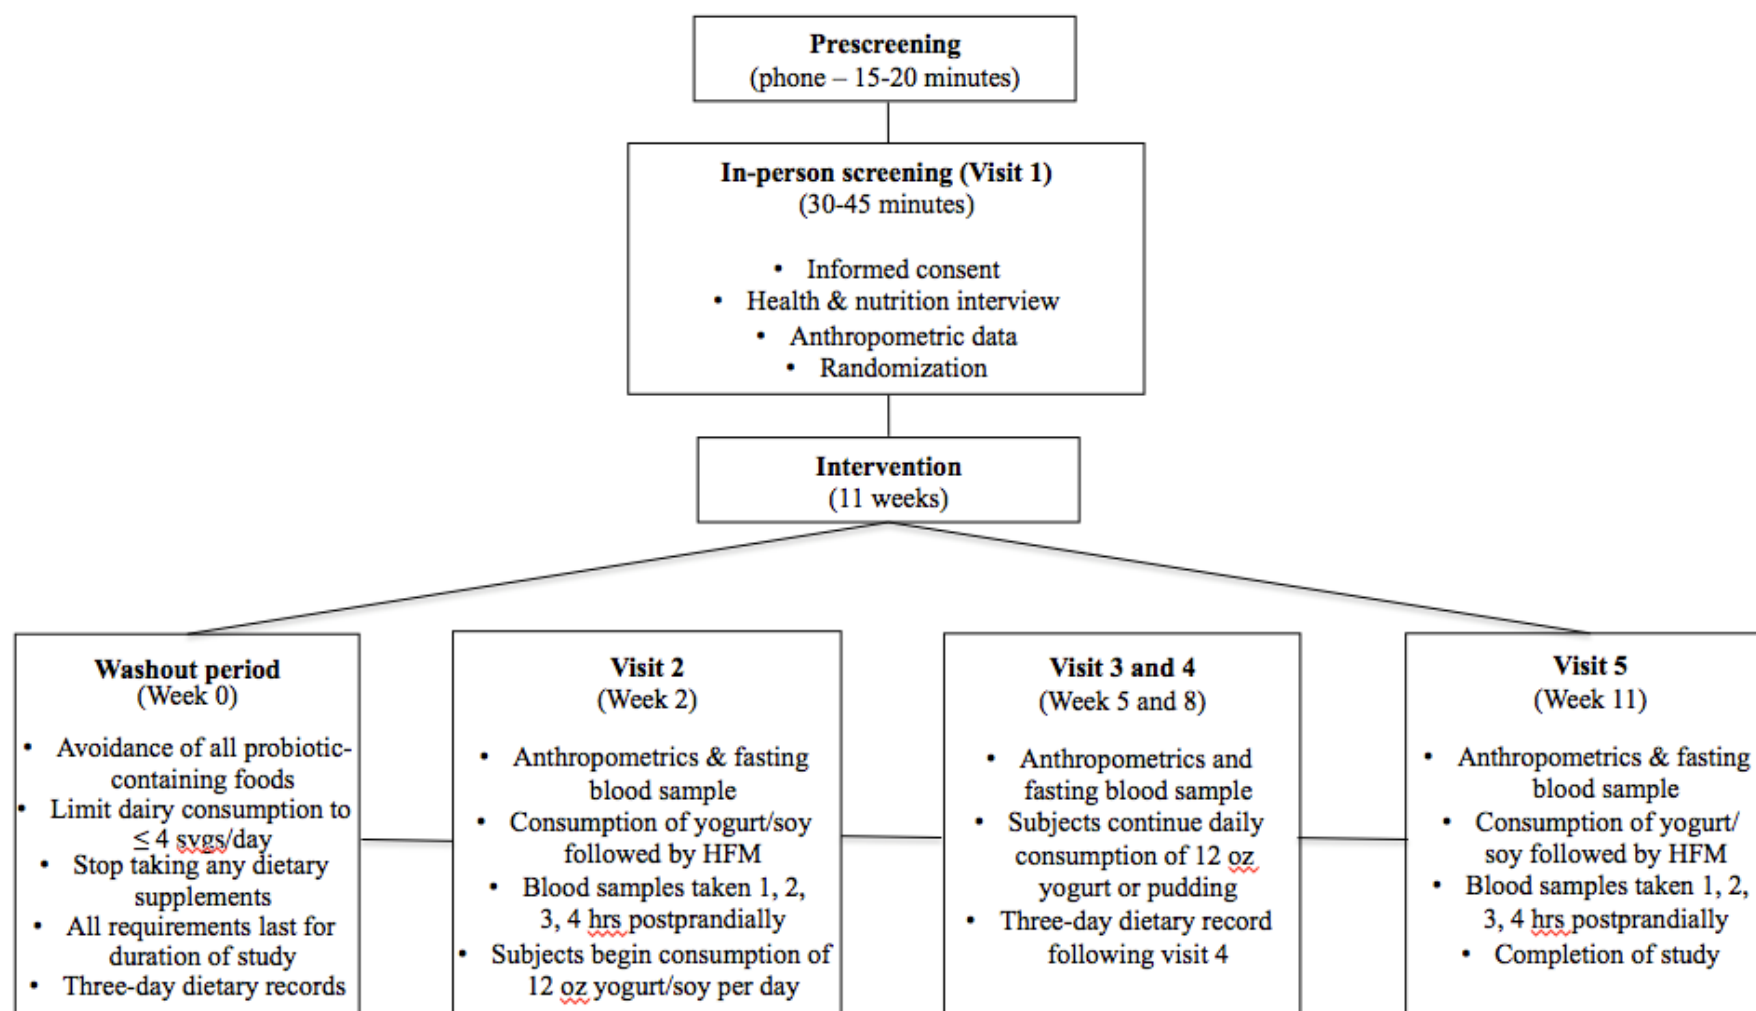 Prescreening
(phone – 15-20 minutes)
In-person screening (Visit 1)
(30-45 minutes)
• Informed consent
• Health & nutrition interview
• Anthropometric data
• Randomization
Intervention
(11 weeks)
Washout period
(Week 0)
• Avoidance of all probiotic-
containing foods
• Limit dairy consumption to
≤ 4 svgs/day
• Stop taking any dietary
supplements
• All requirements last for
duration of study
• Three-day dietary records
Visit 2
(Week 2)
• Anthropometrics & fasting
blood sample
• Consumption of yogurt/soy
followed by HFM
• Blood samples taken 1, 2,
3, 4 hrs postprandially
• Subjects begin consumption of
12 oz yogurt/soy per day
Visit 3 and 4
(Week 5 and 8)
• Anthropometrics and
fasting blood sample
• Subjects continue daily
consumption of 12 oz
yogurt or pudding
• Three-day dietary record
following visit 4
Visit 5
(Week 11)
• Anthropometrics & fasting
blood sample
• Consumption of yogurt/
soy followed by HFM
• Blood samples taken 1, 2,
3, 4 hrs postprandially
• Completion of study